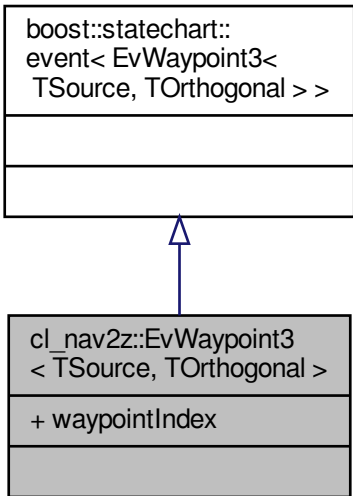 boost::statechart::
event< EvWaypoint3<
 TSource, TOrthogonal > >
cl_nav2z::EvWaypoint3
< TSource, TOrthogonal >
+ waypointIndex